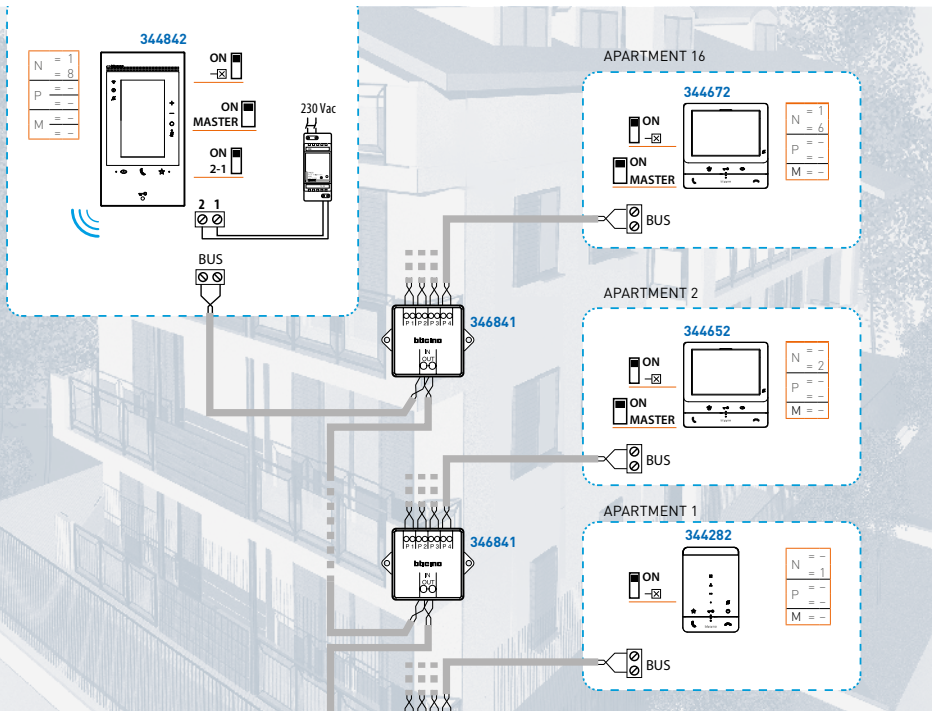 344842
N = 1
= 8
P = –
= –
M = –
= –
ON
ON
MASTER
ON
2-1
230 Vac
2 1
BUS
346841
P1 P2 P3 P4
bticino
IN
OUT
346841
P1 P2 P3 P4
bticino
IN
OUT
APARTMENT 16
344672
ON
ON
MASTER
N = 1
= 6
P = –
= –
M = –
BUS
APARTMENT 2
344652
ON
ON
MASTER
N = –
= 2
P = –
= –
M = –
BUS
APARTMENT 1
344282
ON
N = –
= 1
P = –
= –
M = –
BUS